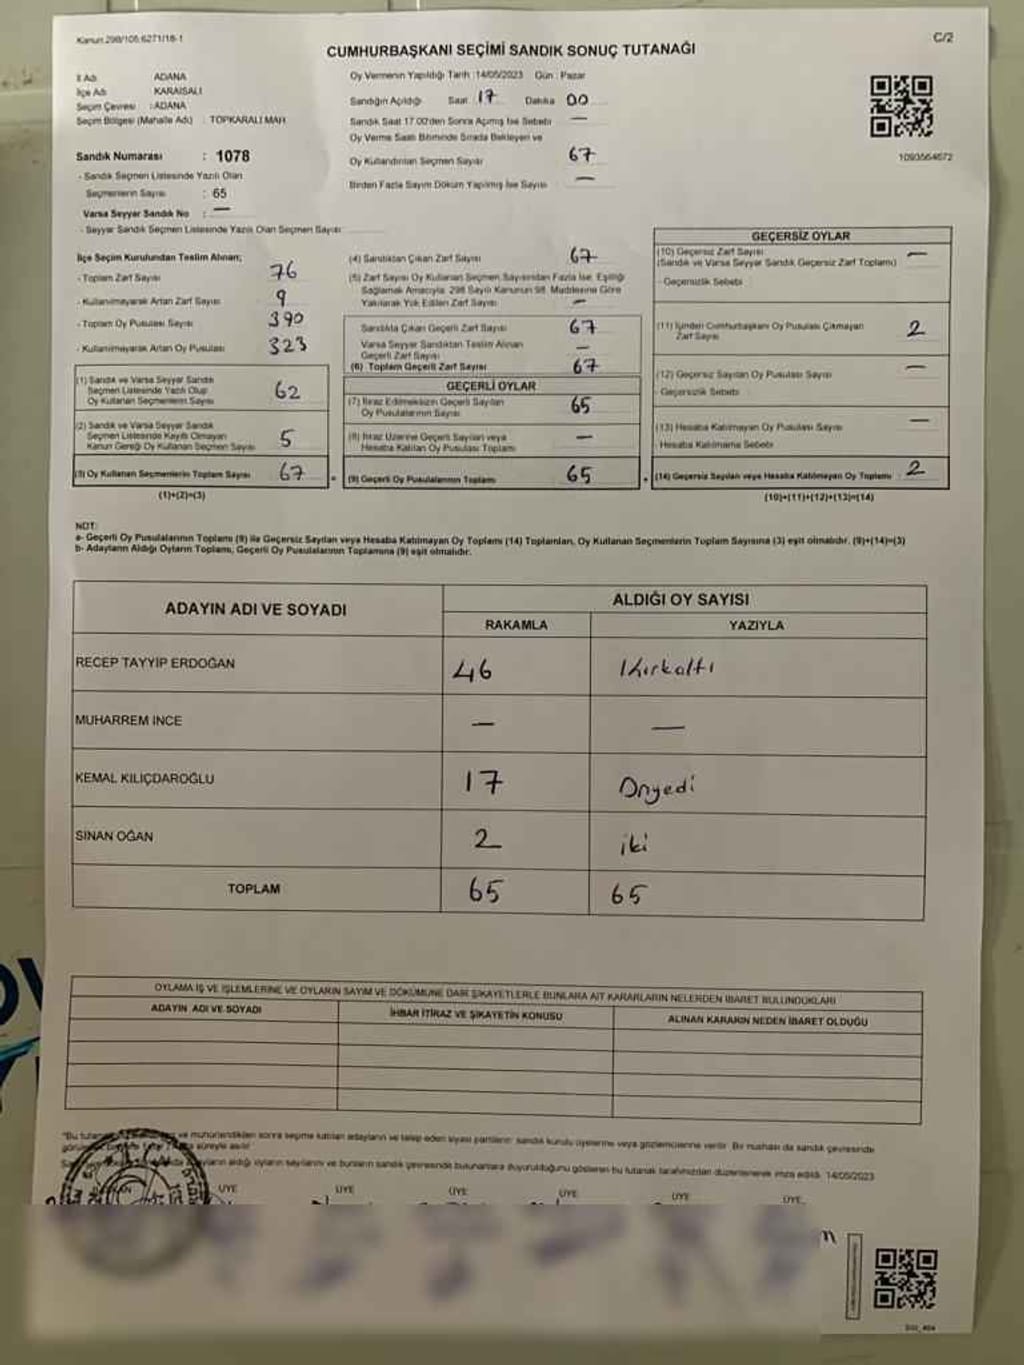 Kanun:298/106:6271/18-1
C/2
CUMHURBAŞKANI SEÇİMİ SANDIK SONUÇ TUTANAĞI
İl Adı ADANA
İlçe Adı KARAİSALI
Seçim Çevresi : ADANA
Seçim Bölgesi (Mahalle Adı) : TOPKARALI MAH
Sandık Numarası : 1078
- Sandık Seçmen Listesinde Yazılı Olan
Seçmenlerin Sayısı : 65
Varsa Seyyar Sandık No : —
- Seyyar Sandık Seçmen Listesinde Yazılı Olan Seçmen Sayısı
Oy Vermenin Yapıldığı Tarih :14/05/2023 Gün : Pazar
Sandığın Açıldığı Saat 17 Dakika 00
Sandık Saat 17.00'den Sonra Açılmış İse Sebebi —
Oy Verme Saati Bitiminde Sırada Bekleyen ve
Oy Kullandırılan Seçmen Sayısı 67
Birden Fazla Sayım Döküm Yapılmış İse Sayısı —
1093564672
İlçe Seçim Kurulundan Teslim Alınan;
- Toplam Zarf Sayısı 76
- Kullanılmayarak Artan Zarf Sayısı 9
- Toplam Oy Pusulası Sayısı 390
- Kullanılmayarak Artan Oy Pusulası 323
(1) Sandık ve Varsa Seyyar Sandık
Seçmen Listesinde Yazılı Olup
Oy Kullanan Seçmenlerin Sayısı 62
(2) Sandık ve Varsa Seyyar Sandık
Seçmen Listesinde Kayıtlı Olmayan
Kanun Gereği Oy Kullanan Seçmen Sayısı 5
(3) Oy Kullanan Seçmenlerin Toplam Sayısı 67
(1)+(2)=(3)
(4) Sandıktan Çıkan Zarf Sayısı 67
(5) Zarf Sayısı Oy Kullanan Seçmen Sayısından Fazla İse, Eşitliği
Sağlamak Amacıyla, 298 Sayılı Kanunun 98. Maddesine Göre
Yakılarak Yok Edilen Zarf Sayısı —
Sandıkta Çıkan Geçerli Zarf Sayısı 67
Varsa Seyyar Sandıktan Teslim Alınan
Geçerli Zarf Sayısı —
(6) Toplam Geçerli Zarf Sayısı 67
GEÇERLİ OYLAR
(7) İtiraz Edilmeksizin Geçerli Sayılan
Oy Pusulalarının Sayısı 65
(8) İtiraz Üzerine Geçerli Sayılan veya
Hesaba Katılan Oy Pusulası Toplamı —
(9) Geçerli Oy Pusulalarının Toplamı 65
GEÇERSİZ OYLAR
(10) Geçersiz Zarf Sayısı
(Sandık ve Varsa Seyyar Sandık Geçersiz Zarf Toplamı) —
- Geçersizlik Sebebi
(11) İçinden Cumhurbaşkanı Oy Pusulası Çıkmayan
Zarf Sayısı 2
(12) Geçersiz Sayılan Oy Pusulası Sayısı —
- Geçersizlik Sebebi
(13) Hesaba Katılmayan Oy Pusulası Sayısı —
- Hesaba Katılmama Sebebi
(14) Geçersiz Sayılan veya Hesaba Katılmayan Oy Toplamı 2
(10)+(11)+(12)+(13)=(14)
NOT:
a- Geçerli Oy Pusulalarının Toplamı (9) ile Geçersiz Sayılan veya Hesaba Katılmayan Oy Toplamı (14) Toplamları, Oy Kullanan Seçmenlerin Toplam Sayısına (3) eşit olmalıdır. (9)+(14)=(3)
b- Adayların Aldığı Oyların Toplamı, Geçerli Oy Pusulalarının Toplamına (9) eşit olmalıdır.
ADAYIN ADI VE SOYADI
ALDIĞI OY SAYISI
RAKAMLA YAZIYLA
RECEP TAYYİP ERDOĞAN 46 Kırkaltı
MUHARREM İNCE — —
KEMAL KILIÇDAROĞLU 17 Onyedi
SİNAN OĞAN 2 iki
TOPLAM 65 65
OYLAMA İŞ VE İŞLEMLERİNE VE OYLARIN SAYIM VE DÖKÜMÜNE DAİR ŞİKAYETLERLE BUNLARA AİT KARARLARIN NELERDEN İBARET BULUNDUKLARI
ADAYIN ADI VE SOYADI İHBAR İTİRAZ VE ŞİKAYETİN KONUSU ALINAN KARARIN NEDEN İBARET OLDUĞU
"Bu tutanak ve mühürlendikten sonra seçime katılan adayların ve talep eden siyasi partilerin sandık kurulu üyelerine veya gözlemcilerine verilir. Bir nüshası da sandık çevresinde
süreyle asılır
adayların aldığı oyların sayılarını ve bunların sandık çevresinde bulunanlara duyurulduğunu gösteren bu tutanak tarafımızdan düzenlenerek imza edildi. 14/05/2023
ÜYE ÜYE ÜYE ÜYE ÜYE ÜYE